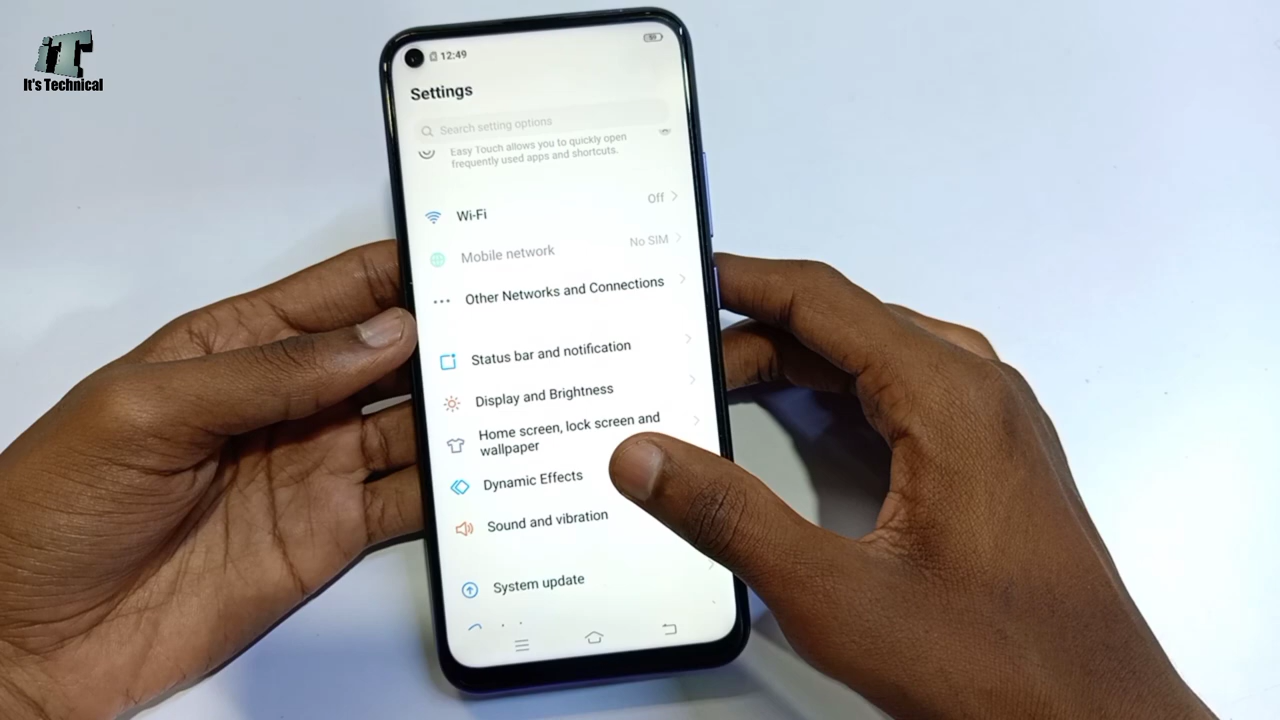 iT
It's Technical
12:49
Settings
Search setting options
Easy Touch allows you to quickly open
frequently used apps and shortcuts.
Wi-Fi
Off
Mobile network
No SIM
Other Networks and Connections
Status bar and notification
Display and Brightness
Home screen, lock screen and
wallpaper
Dynamic Effects
Sound and vibration
System update